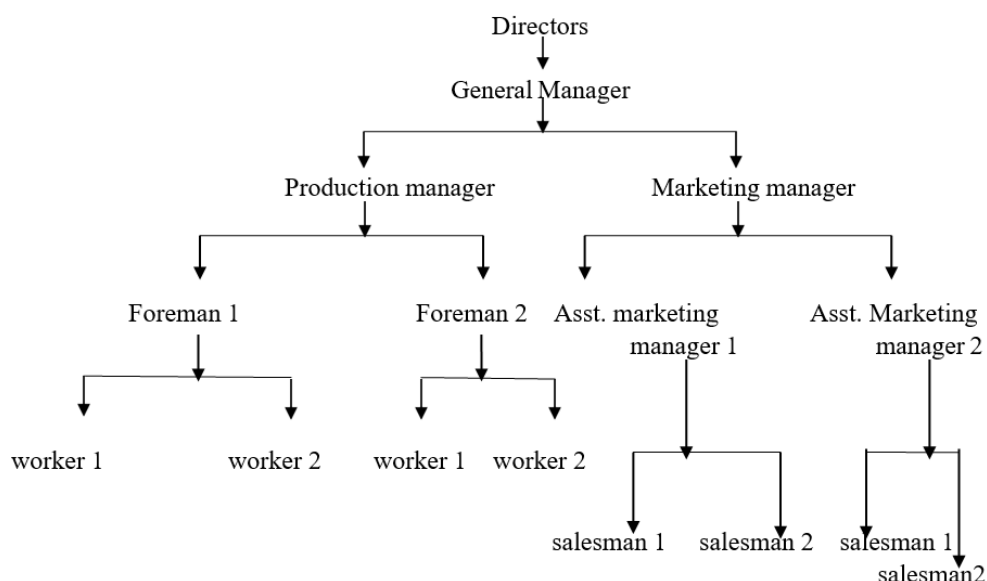 Directors
General Manager
Production manager
Marketing manager
Foreman 1
Foreman 2
Asst. marketing
manager 1
Asst. Marketing
manager 2
worker 1
worker 2
worker 1
worker 2
salesman 1
salesman 2
salesman 1
salesman2